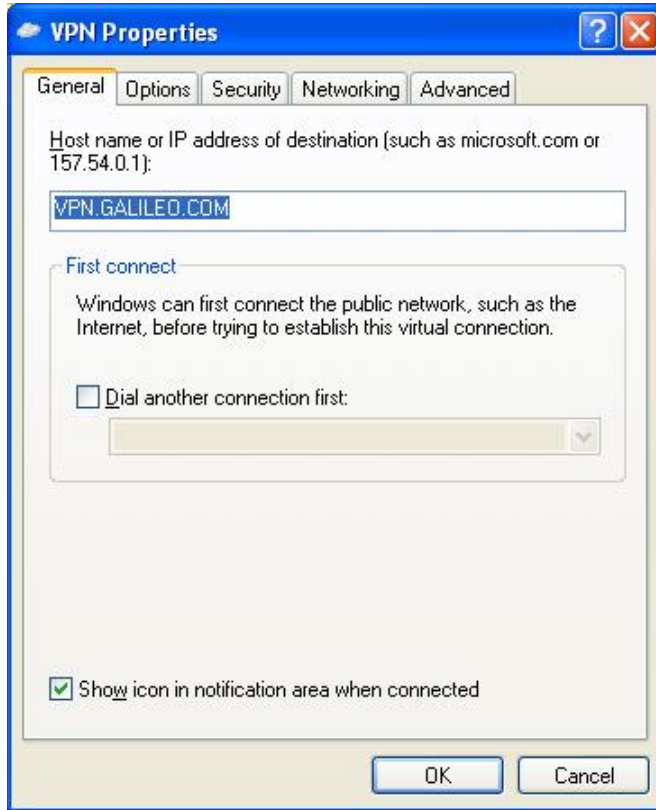 VPN Properties
General Options Security Networking Advanced
Host name or IP address of destination (such as microsoft.com or
157.54.0.1):
VPN.GALILEO.COM
First connect
Windows can first connect the public network, such as the
Internet, before trying to establish this virtual connection.
Dial another connection first:
Show icon in notification area when connected
OK Cancel